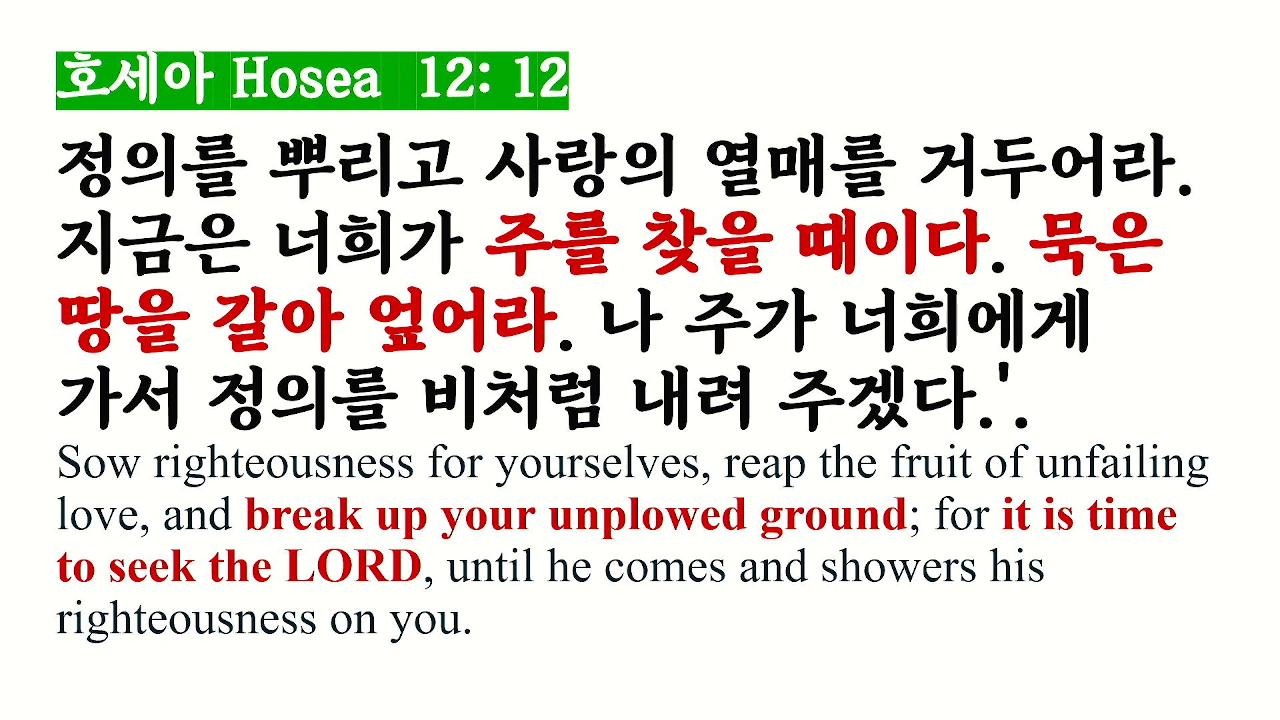 호세아 Hosea 12: 12
정의를 뿌리고 사랑의 열매를 거두어라.
지금은 너희가 주를 찾을 때이다. 묵은
땅을 갈아 엎어라. 나 주가 너희에게
가서 정의를 비처럼 내려 주겠다.'.
Sow righteousness for yourselves, reap the fruit of unfailing
love, and break up your unplowed ground; for it is time
to seek the LORD, until he comes and showers his
righteousness on you.